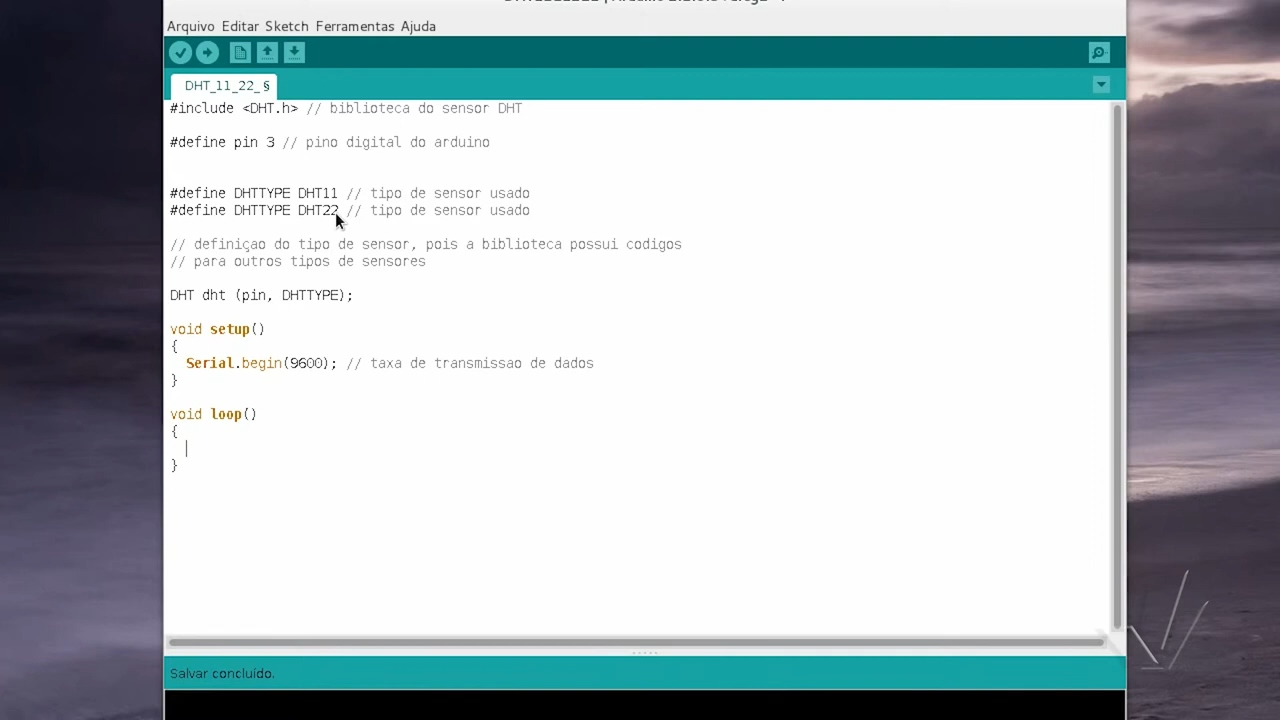 Arquivo Editar Sketch Ferramentas Ajuda
DHT_11_22_ §
#include <DHT.h> // biblioteca do sensor DHT
#define pin 3 // pino digital do arduino
#define DHTTYPE DHT11 // tipo de sensor usado
#define DHTTYPE DHT22 // tipo de sensor usado
// definiçao do tipo de sensor, pois a biblioteca possui codigos
// para outros tipos de sensores
DHT dht (pin, DHTTYPE);
void setup()
{
Serial.begin(9600); // taxa de transmissao de dados
}
void loop()
{
}
Salvar concluído.